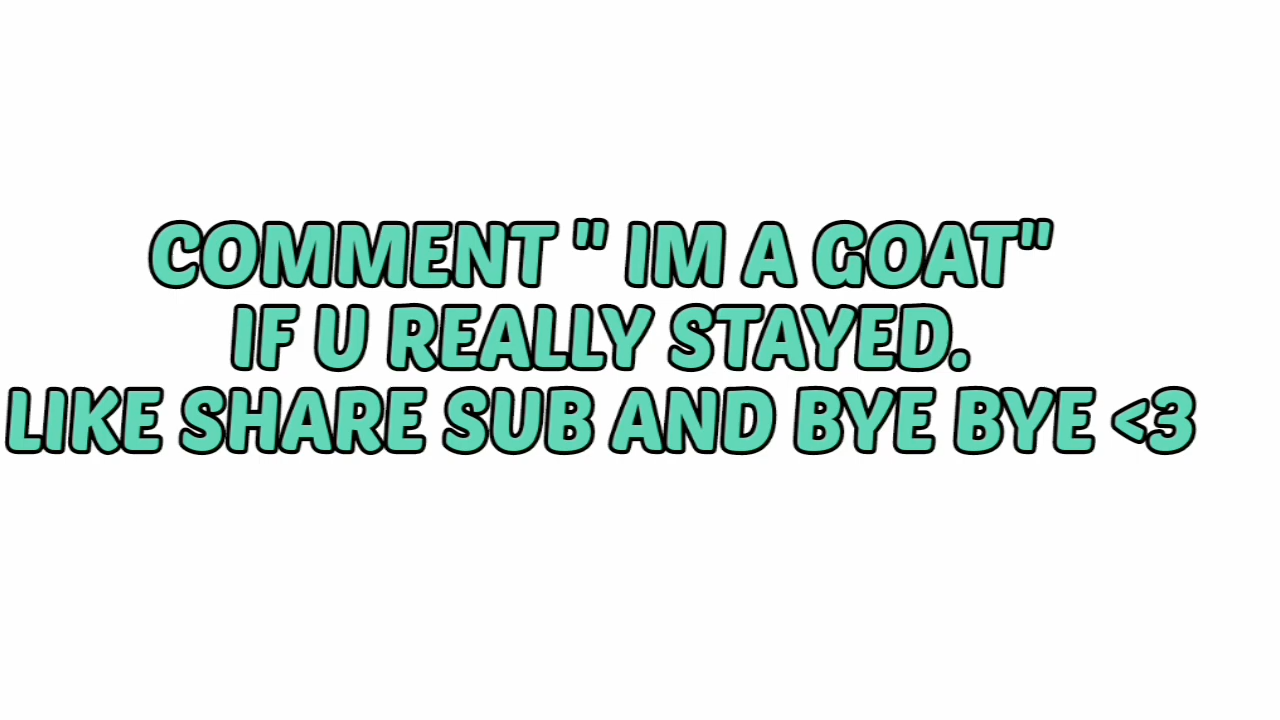 COMMENT " IM A GOAT"
IF U REALLY STAYED.
LIKE SHARE SUB AND BYE BYE <3